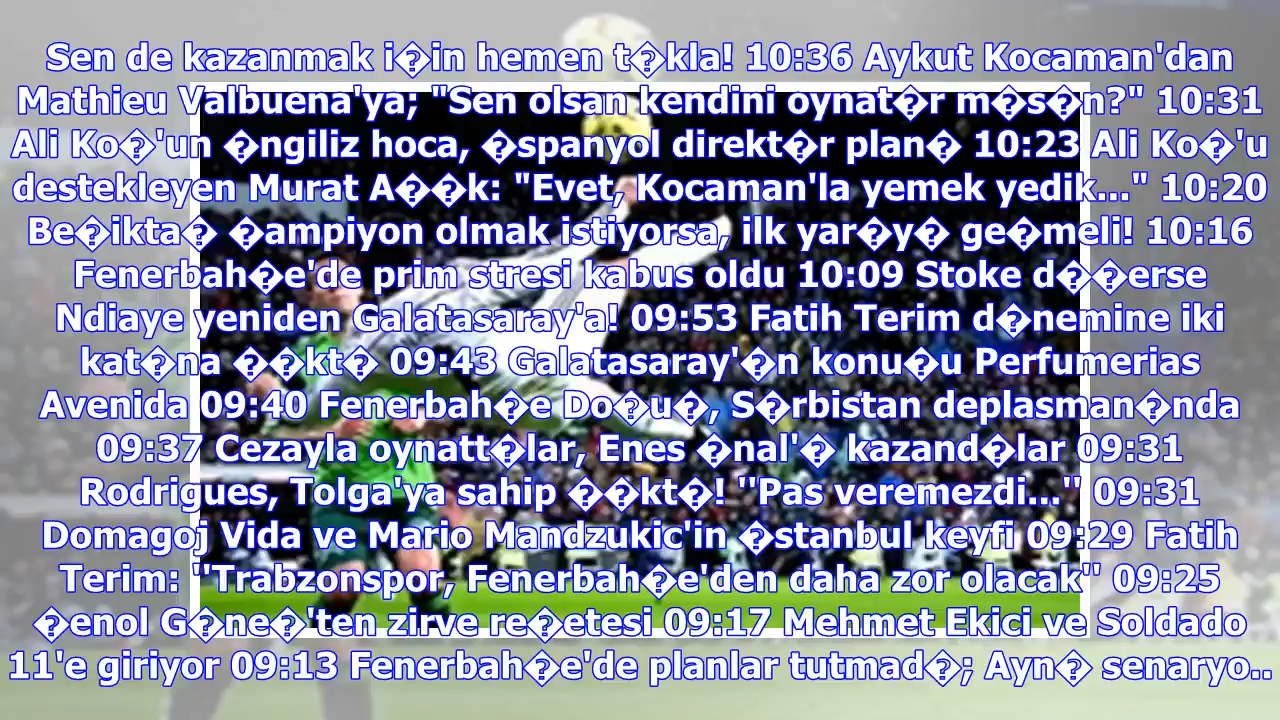 Sen de kazanmak i�in hemen t�kla! 10:36 Aykut Kocaman'dan
Mathieu Valbuena'ya; "Sen olsan kendini oynat�r m�s�n?" 10:31
Ali Ko�'un �ngiliz hoca, �spanyol direkt�r plan� 10:23 Ali Ko�'u
destekleyen Murat A��k: "Evet, Kocaman'la yemek yedik..." 10:20
Be�ikta� �ampiyon olmak istiyorsa, ilk yar�y� ge�meli! 10:16
Fenerbah�e'de prim stresi kabus oldu 10:09 Stoke d��erse
Ndiaye yeniden Galatasaray'a! 09:53 Fatih Terim d�nemine iki
kat�na ��kt� 09:43 Galatasaray'�n konu�u Perfumerias
Avenida 09:40 Fenerbah�e Do�u�, S�rbistan deplasman�nda
09:37 Cezayla oynatt�lar, Enes �nal'� kazand�lar 09:31
Rodrigues, Tolga'ya sahip ��kt�! ''Pas veremezdi...'' 09:31
Domagoj Vida ve Mario Mandzukic'in �stanbul keyfi 09:29 Fatih
Terim: ''Trabzonspor, Fenerbah�e'den daha zor olacak'' 09:25
�enol G�ne�'ten zirve re�etesi 09:17 Mehmet Ekici ve Soldado
11'e giriyor 09:13 Fenerbah�e'de planlar tutmad�; Ayn� senaryo..